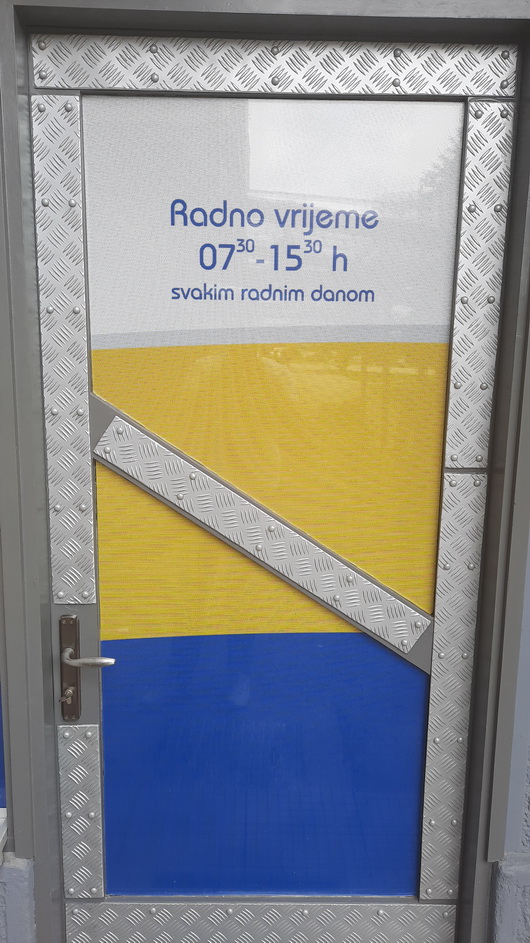 Radno vrijeme
07³⁰-15³⁰ h
svakim radnim danom